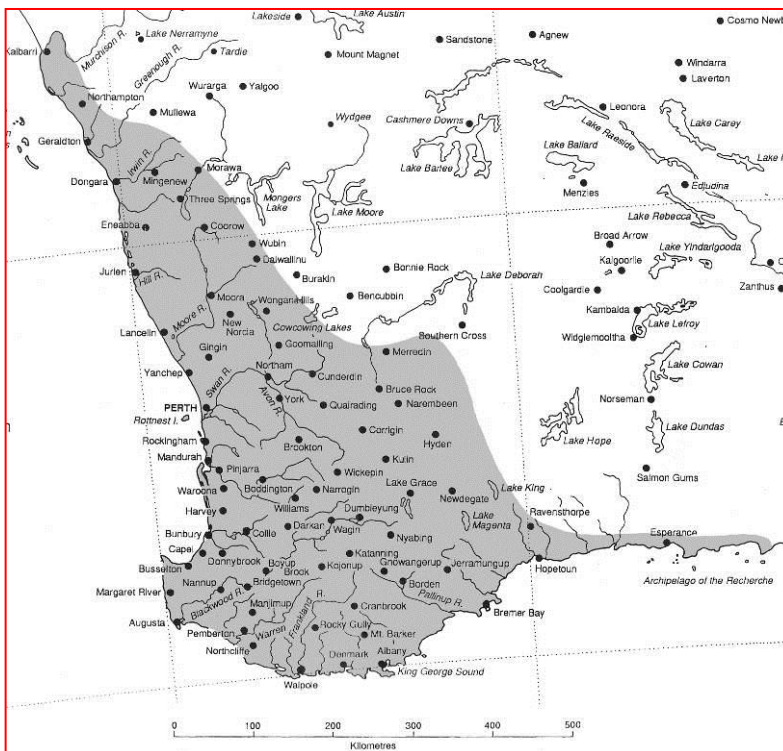 Lake Austin
Lakeside
Cosmo Newb
Sandstone
Agnew
Kalbarri
Murchison R.
Lake Nerramyne
Greenough R.
Tardie
Mount Magnet
Windarra
Laverton
Wurarga
Yalgoo
Northampton
Mullewa
Wydgee
Cashmere Downs
Leonora
Lake Carey
Lake Raeside
Geraldton
Irwin R.
Morawa
Lake Barlee
Lake Ballard
Dongara
Mingenew
Mongers
Lake
Menzies
Edjudina
Three Springs
Lake Moore
Lake Rebecca
Eneabba
Coorow
Wubin
Broad Arrow
Lake Yindarlgooda
Dalwallinu
Kalgoorlie
Jurien
Hill R.
Burakin
Bonnie Rock
Lake Deborah
Zanthus
Coolgardie
Moora
Wongan Hills
Bencubbin
Kambalda
Moore R.
New
Norcia
Cowcowing Lakes
Southern Cross
Lake Lefroy
Lancelin
Widgiemooltha
Gingin
Goomalling
Merredin
Lake Cowan
Yanchep
Northam
Cunderdin
Bruce Rock
Norseman
Swan R.
Avon R.
York
Quairading
Narembeen
PERTH
Rottnest I.
Lake Dundas
Corrigin
Hyden
Lake Hope
Rockingham
Brookton
Mandurah
Kulin
Pinjarra
Wickepin
Salmon Gums
Waroona
Boddington
Narrogin
Lake Grace
Newdegate
Lake King
Harvey
Williams
Dumbleyung
Lake
Magenta
Ravensthorpe
Bunbury
Collie
Darkan
Wagin
Nyabing
Esperance
Capel
Donnybrook
Boyup
Brook
Katanning
Busselton
Kojonup
Gnowangerup
Jerramungup
Hopetoun
Nannup
Bridgetown
Borden
Archipelago of the Recherche
Margaret River
Blackwood R.
Pallinup R.
Manjimup
Frankland
R.
Cranbrook
Bremer Bay
Augusta
Pemberton
Warren
Rocky Gully
Mt. Barker
Northcliffe
Denmark
Albany
King George Sound
Walpole
0 100 200 300 400 500
Kilometres